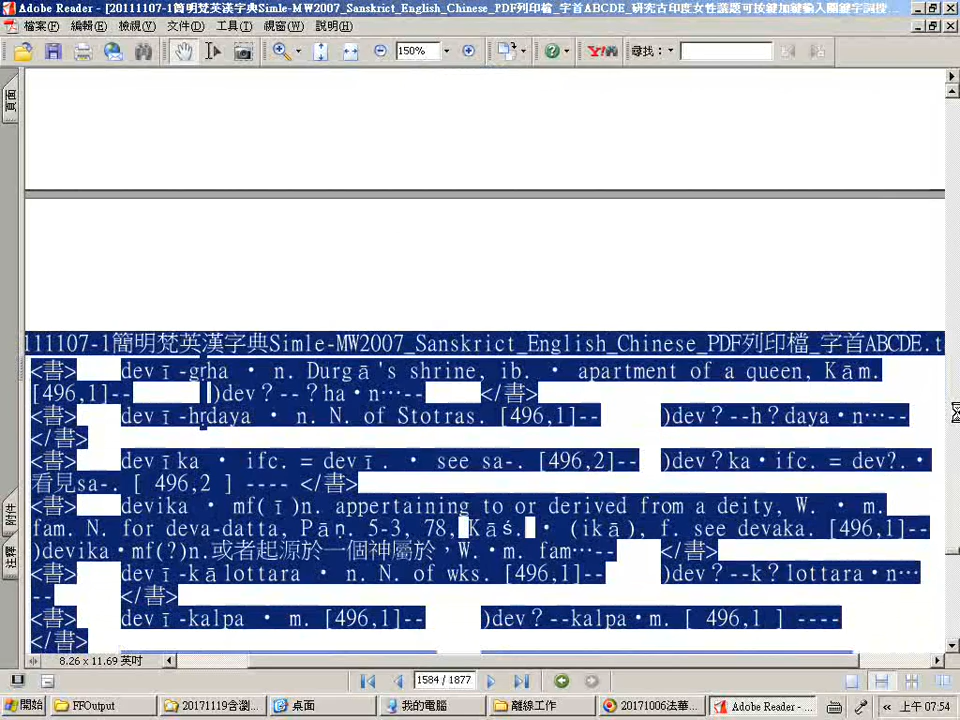 Adobe Reader - [20111107-1簡明梵英漢字典Simle-MW2007_Sanskrict_English_Chinese_PDF列印檔_字首ABCDE_研究古印度女性議題可按鍵加鍵輸入關鍵字詞搜
檔案(F) 編輯(E) 檢視(V) 文件(D) 工具(T) 視窗(W) 說明(H)
150% Y! 尋找:
頁面
111107-1簡明梵英漢字典Simle-MW2007_Sanskrict_English_Chinese_PDF列印檔_字首ABCDE.t
<書> devī-gṛha • n. Durgā's shrine, ib. • apartment of a queen, Kām.
[496,1]-- )dev?--?ha•n…-- </書>
<書> devī-hṛdaya • n. N. of Stotras. [496,1]-- )dev?--h?daya•n…--
</書>
<書> devīka • ifc. = devī. • see sa-. [496,2]-- )dev?ka•ifc. = dev?.•
看見sa-. [ 496,2 ] ---- </書>
<書> devika • mf(ī)n. appertaining to or derived from a deity, W. • m.
fam. N. for deva-datta, Pāṇ. 5-3, 78, Kāś. • (ikā), f. see devaka. [496,1]--
)devika•mf(?)n.或者起源於一個神屬於，W.•m. fam…-- </書>
<書> devī-kālottara • n. N. of wks. [496,1]-- )dev?--k?lottara•n…
-- </書>
<書> devī-kalpa • m. [496,1]-- )dev?--kalpa•m. [ 496,1 ] ----
</書>
附件
注釋
8.26 x 11.69 英吋
1584 / 1877
開始 FFOutput 20171119含瀏... 桌面 我的電腦 離線工作 20171006法華... Adobe Reader - [... « 上午 07:54